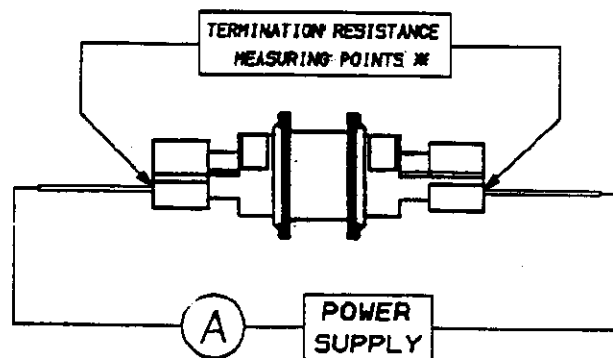 TERMINATION RESISTANCE
MEASURING POINTS ※
A
POWER
SUPPLY